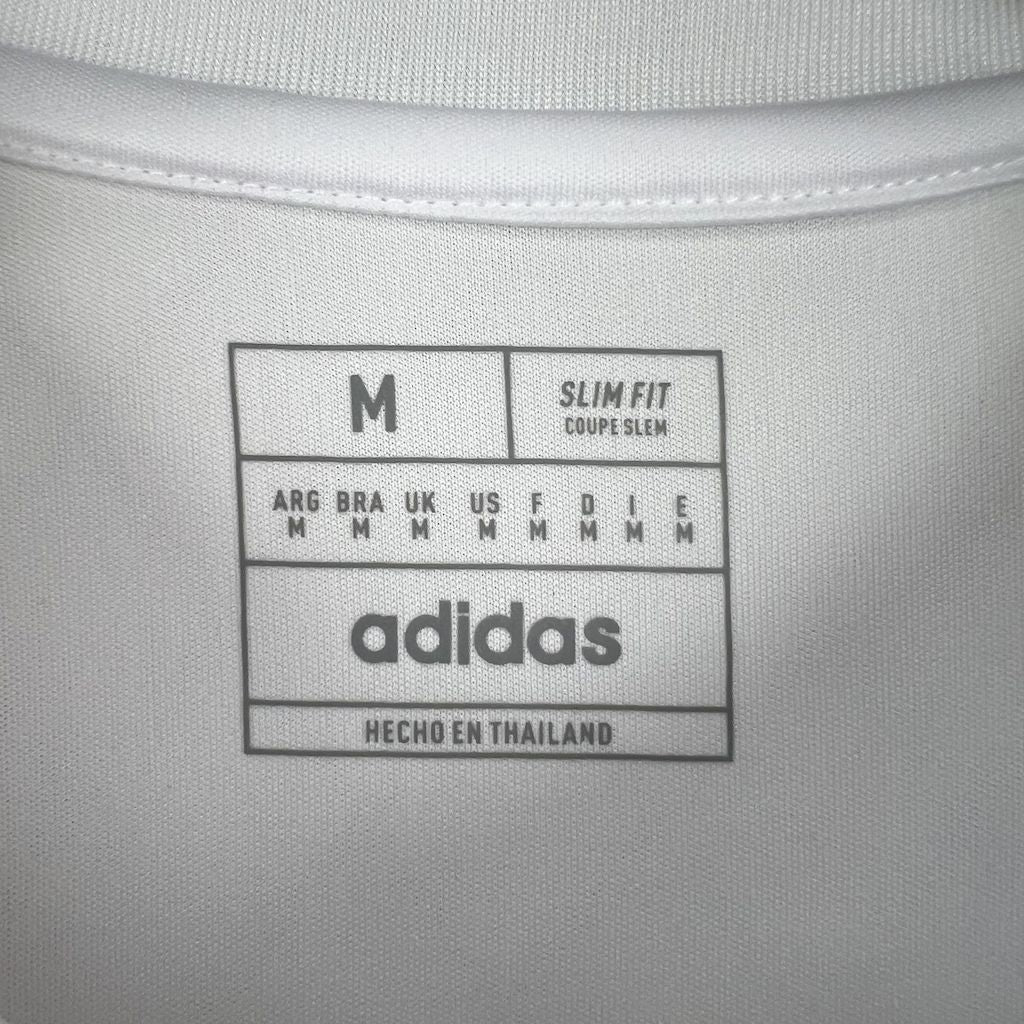 M
SLIM FIT
COUPE SLEM
ARG BRA UK US F D I E
M M M M M M M M
adidas
HECHO EN THAILAND